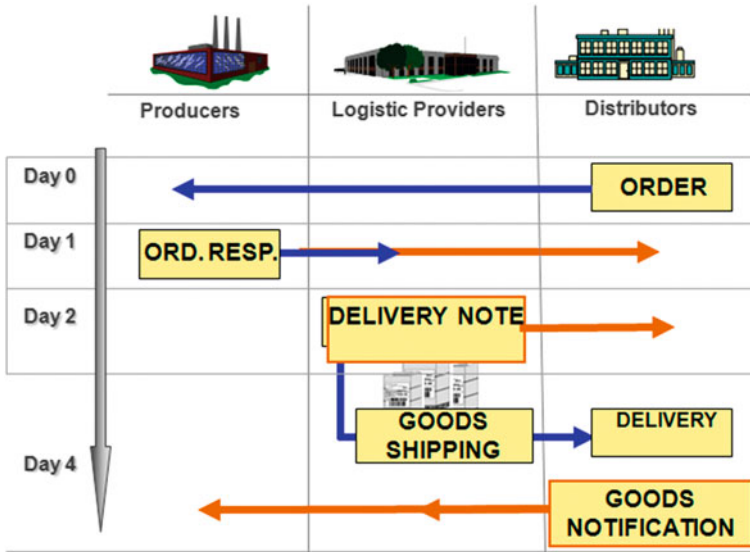 Producers
Logistic Providers
Distributors
Day 0
ORDER
Day 1
ORD. RESP.
Day 2
DELIVERY NOTE
GOODS
SHIPPING
DELIVERY
Day 4
GOODS
NOTIFICATION